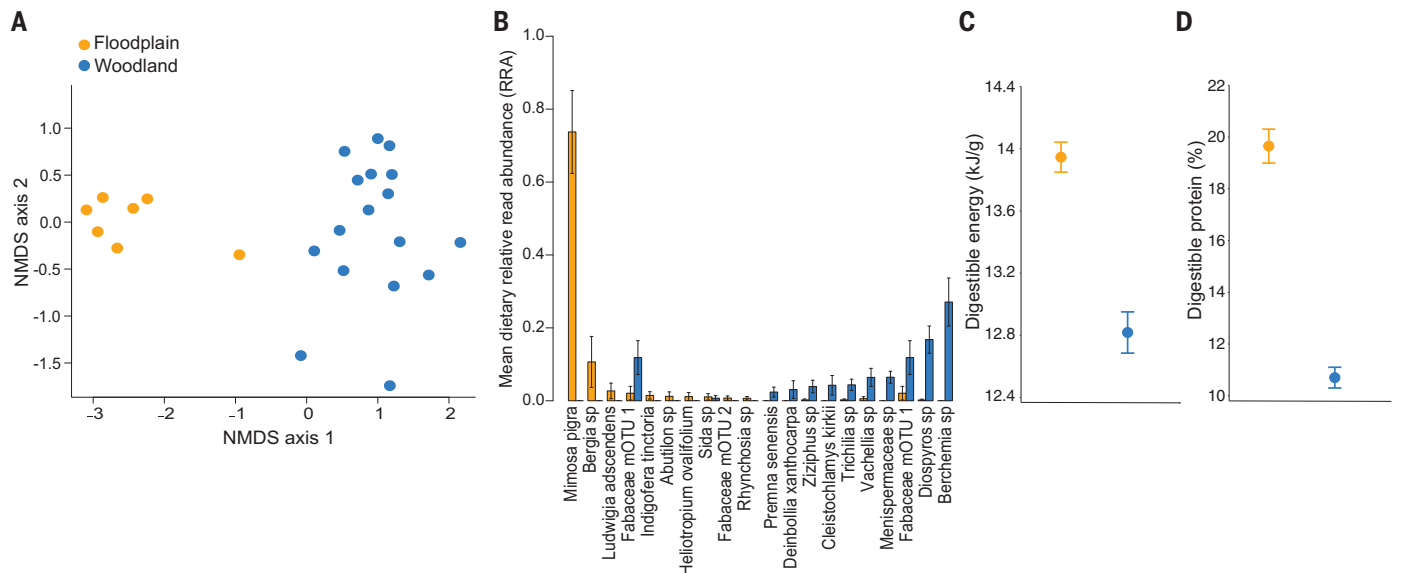 A
Floodplain
Woodland
NMDS axis 2
1.0
0.5
0.0
-0.5
-1.0
-1.5
−3
−2
−1
0
1
2
NMDS axis 1
B
Mean dietary relative read abundance (RRA)
1.0
0.8
0.6
0.4
0.2
0.0
Mimosa pigra
Bergia sp
Ludwigia adscendens
Fabaceae mOTU 1
Indigofera tinctoria
Abutilon sp
Heliotropium ovalifolium
Sida sp
Fabaceae mOTU 2
Rhynchosia sp
Premna senensis
Deinbollia xanthocarpa
Ziziphus sp
Cleistochlamys kirkii
Trichilia sp
Vachellia sp
Menispermaceae sp
Fabaceae mOTU 1
Diospyros sp
Berchemia sp
C
Digestible energy (kJ/g)
14.4
14
13.6
13.2
12.8
12.4
D
Digestible protein (%)
22
20
18
16
14
12
10